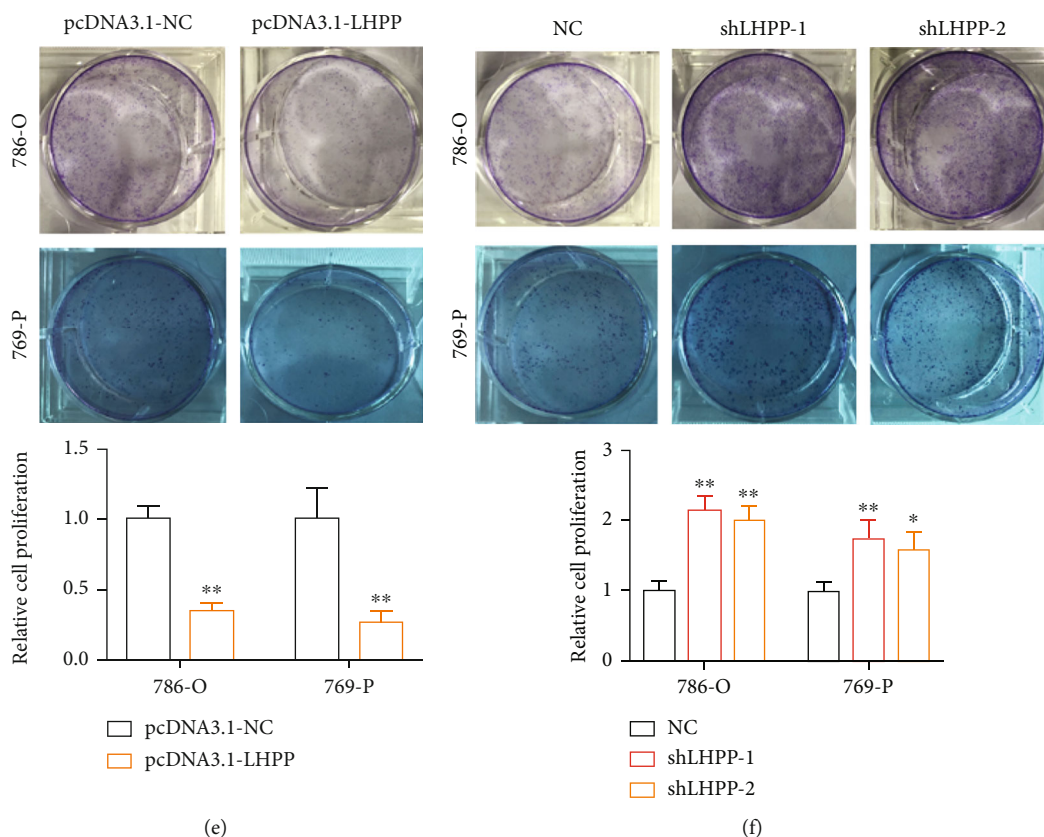 pcDNA3.1-NC pcDNA3.1-LHPP
786-O
769-P
Relative cell proliferation
1.5
1.0
0.5
0.0
** **
786-O 769-P
pcDNA3.1-NC
pcDNA3.1-LHPP
(e)
NC shLHPP-1 shLHPP-2
786-O
769-P
Relative cell proliferation
3
2
1
0
** ** ** *
786-O 769-P
NC
shLHPP-1
shLHPP-2
(f)